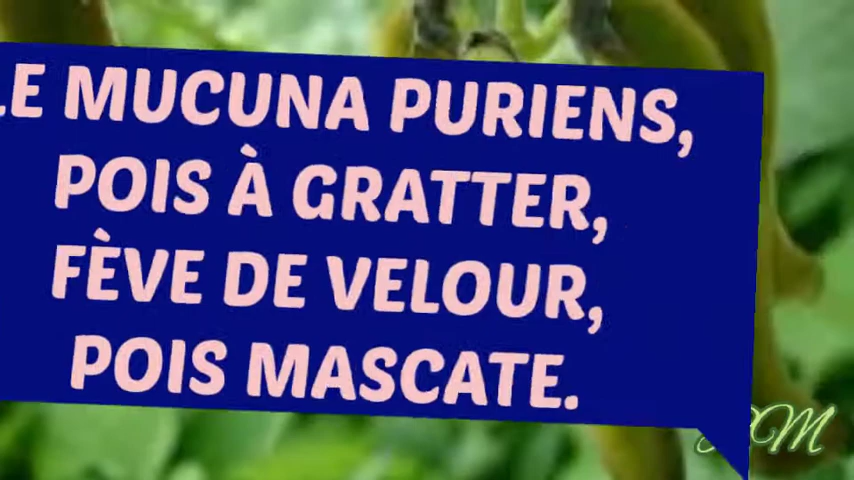 LE MUCUNA PURIENS,
POIS À GRATTER,
FÈVE DE VELOUR,
POIS MASCATE.